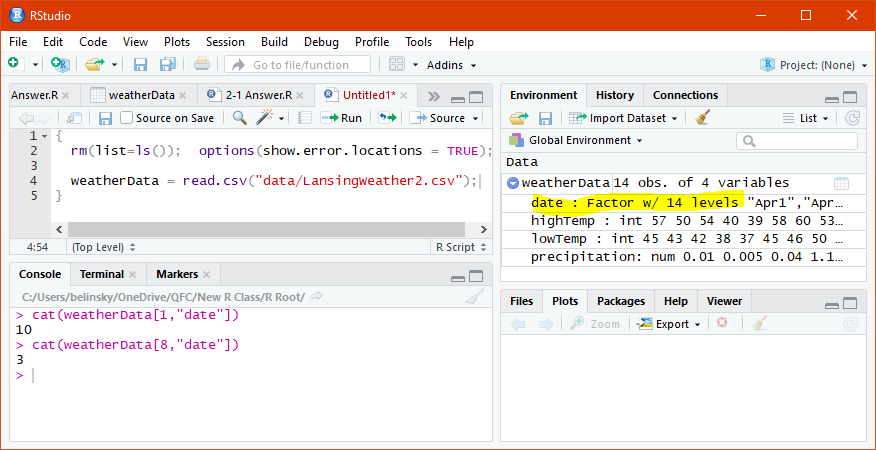 RStudio
File Edit Code View Plots Session Build Debug Profile Tools Help
Go to file/function Addins Project: (None)
Answer.R weatherData 2-1 Answer.R Untitled1*
Source on Save Run Source
1 {
2 rm(list=ls()); options(show.error.locations = TRUE);
3
4 weatherData = read.csv("data/LansingWeather2.csv");
5 }
4:54 (Top Level) R Script
Console Terminal Markers
C:/Users/belinsky/OneDrive/QFC/New R Class/R Root/
> cat(weatherData[1,"date"])
10
> cat(weatherData[8,"date"])
3
>
Environment History Connections
Import Dataset List
Global Environment
Data
weatherData 14 obs. of 4 variables
date : Factor w/ 14 levels "Apr1","Apr...
highTemp : int 57 50 54 40 39 58 60 53...
lowTemp : int 45 43 42 38 37 45 46 50 ...
precipitation: num 0.01 0.005 0.04 1.1...
Files Plots Packages Help Viewer
Zoom Export